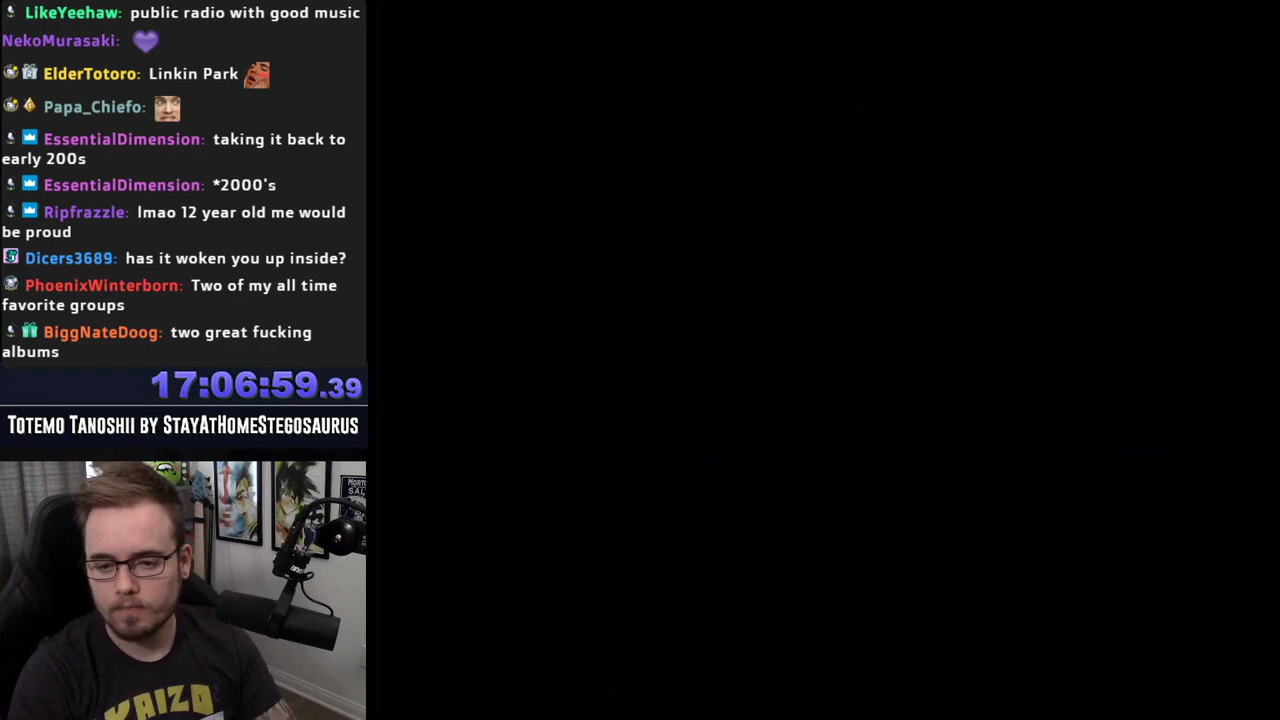 LikeYeehaw: public radio with good music
NekoMurasaki:
ElderTotoro: Linkin Park
Papa_Chiefo:
EssentialDimension: taking it back to
early 200s
EssentialDimension: *2000's
Ripfrazzle: lmao 12 year old me would
be proud
Dicers3689: has it woken you up inside?
PhoenixWinterborn: Two of my all time
favorite groups
BiggNateDoog: two great fucking
albums
17:06:59.39
Totemo Tanoshii by StayAtHomeStegosaurus
KAIZO